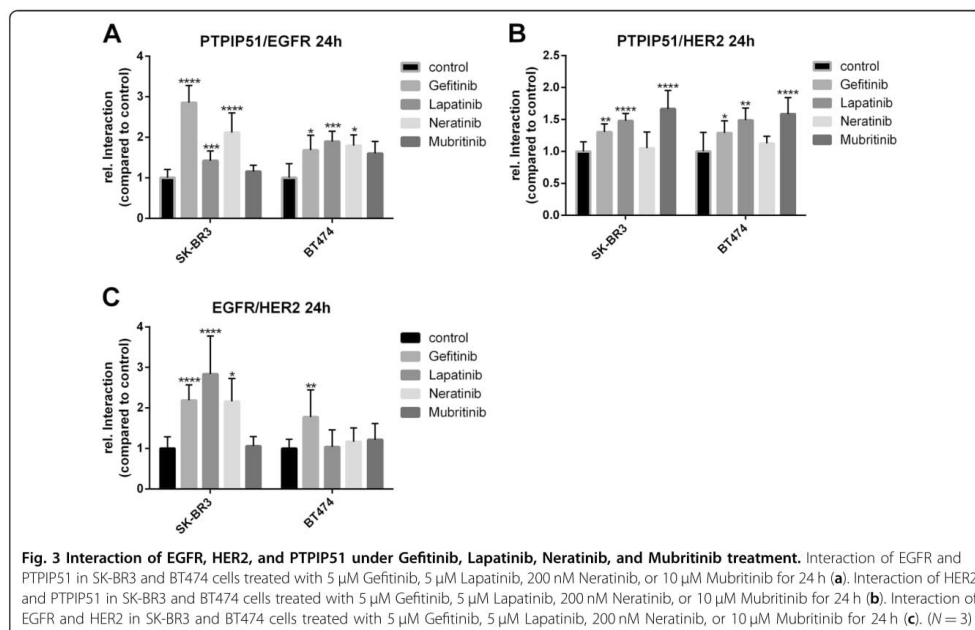 A
PTPIP51/EGFR 24h
rel. Interaction
(compared to control)
4
3
2
1
0
**** *** **** * *** *
SK-BR3
BT474
control
Gefitinib
Lapatinib
Neratinib
Mubritinib
B
PTPIP51/HER2 24h
rel. Interaction
(compared to control)
2.0
1.5
1.0
0.5
0.0
** **** **** * ** ****
SK-BR3
BT474
control
Gefitinib
Lapatinib
Neratinib
Mubritinib
C
EGFR/HER2 24h
rel. Interaction
(compared to control)
4
3
2
1
0
**** **** * **
SK-BR3
BT474
control
Gefitinib
Lapatinib
Neratinib
Mubritinib
Fig. 3 Interaction of EGFR, HER2, and PTPIP51 under Gefitinib, Lapatinib, Neratinib, and Mubritinib treatment. Interaction of EGFR and
PTPIP51 in SK-BR3 and BT474 cells treated with 5 µM Gefitinib, 5 µM Lapatinib, 200 nM Neratinib, or 10 µM Mubritinib for 24 h (a). Interaction of HER2
and PTPIP51 in SK-BR3 and BT474 cells treated with 5 µM Gefitinib, 5 µM Lapatinib, 200 nM Neratinib, or 10 µM Mubritinib for 24 h (b). Interaction of
EGFR and HER2 in SK-BR3 and BT474 cells treated with 5 µM Gefitinib, 5 µM Lapatinib, 200 nM Neratinib, or 10 µM Mubritinib for 24 h (c). (N = 3)